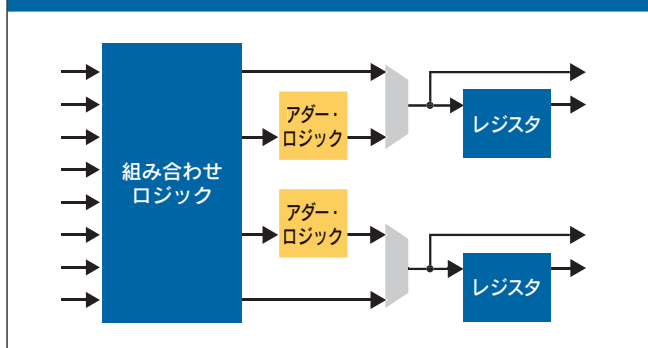 アダー・
ロジック
レジスタ
組み合わせ
ロジック
アダー・
ロジック
レジスタ